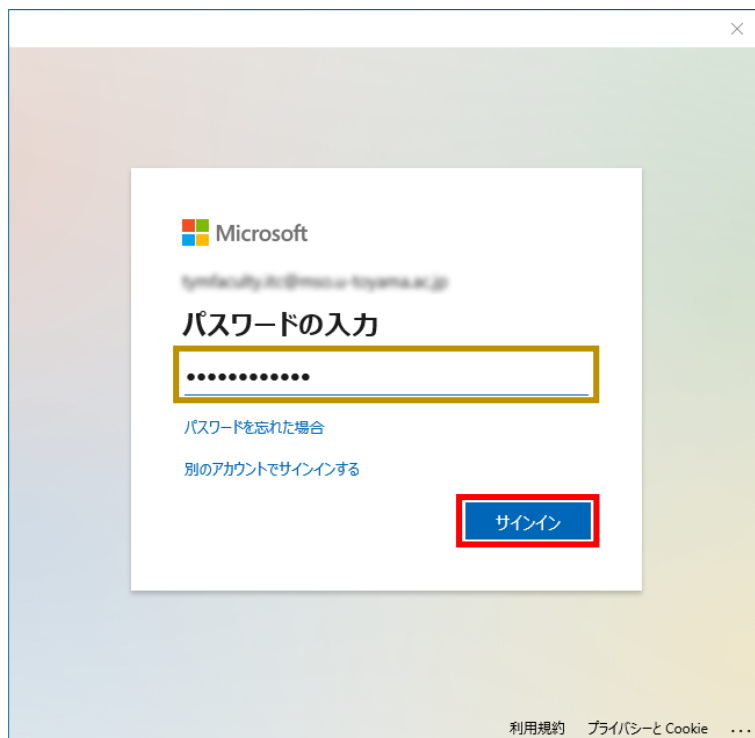 Microsoft
パスワードの入力
●●●●●●●●●●●●
パスワードを忘れた場合
別のアカウントでサインインする
サインイン
利用規約 プライバシーと Cookie ...